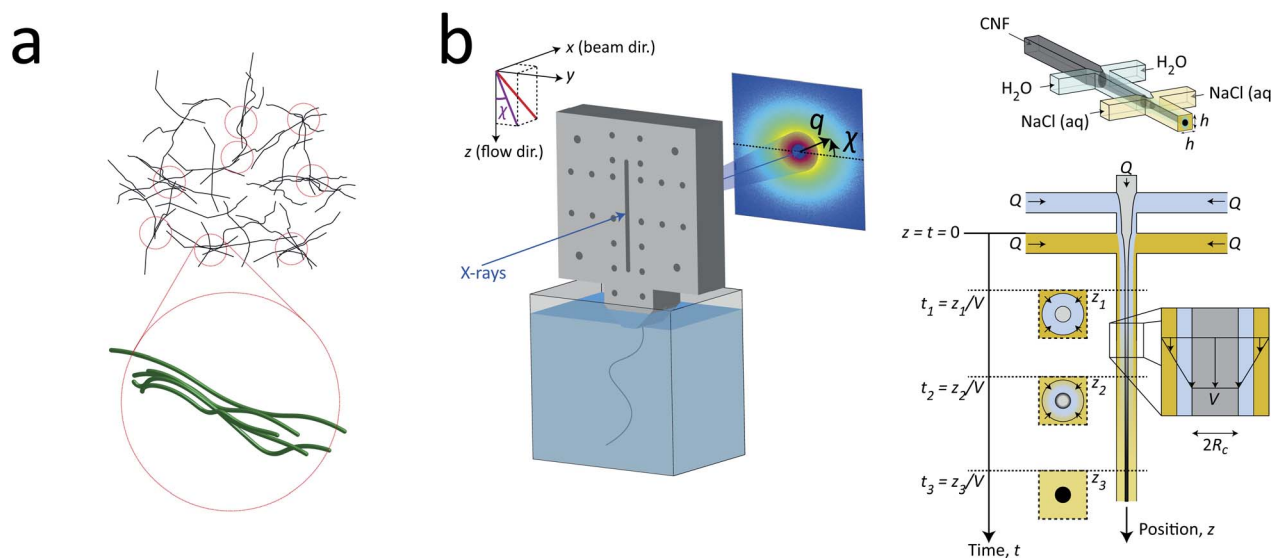 a
b
x (beam dir.)
y
χ
z (flow dir.)
q
χ
X-rays
CNF
H2O
H2O
NaCl (aq
NaCl (aq)
h
h
Q
Q
Q
z = t = 0
Q
Q
t1 = z1/V
z1
t2 = z2/V
z2
V
2Rc
t3 = z3/V
z3
Position, z
Time, t